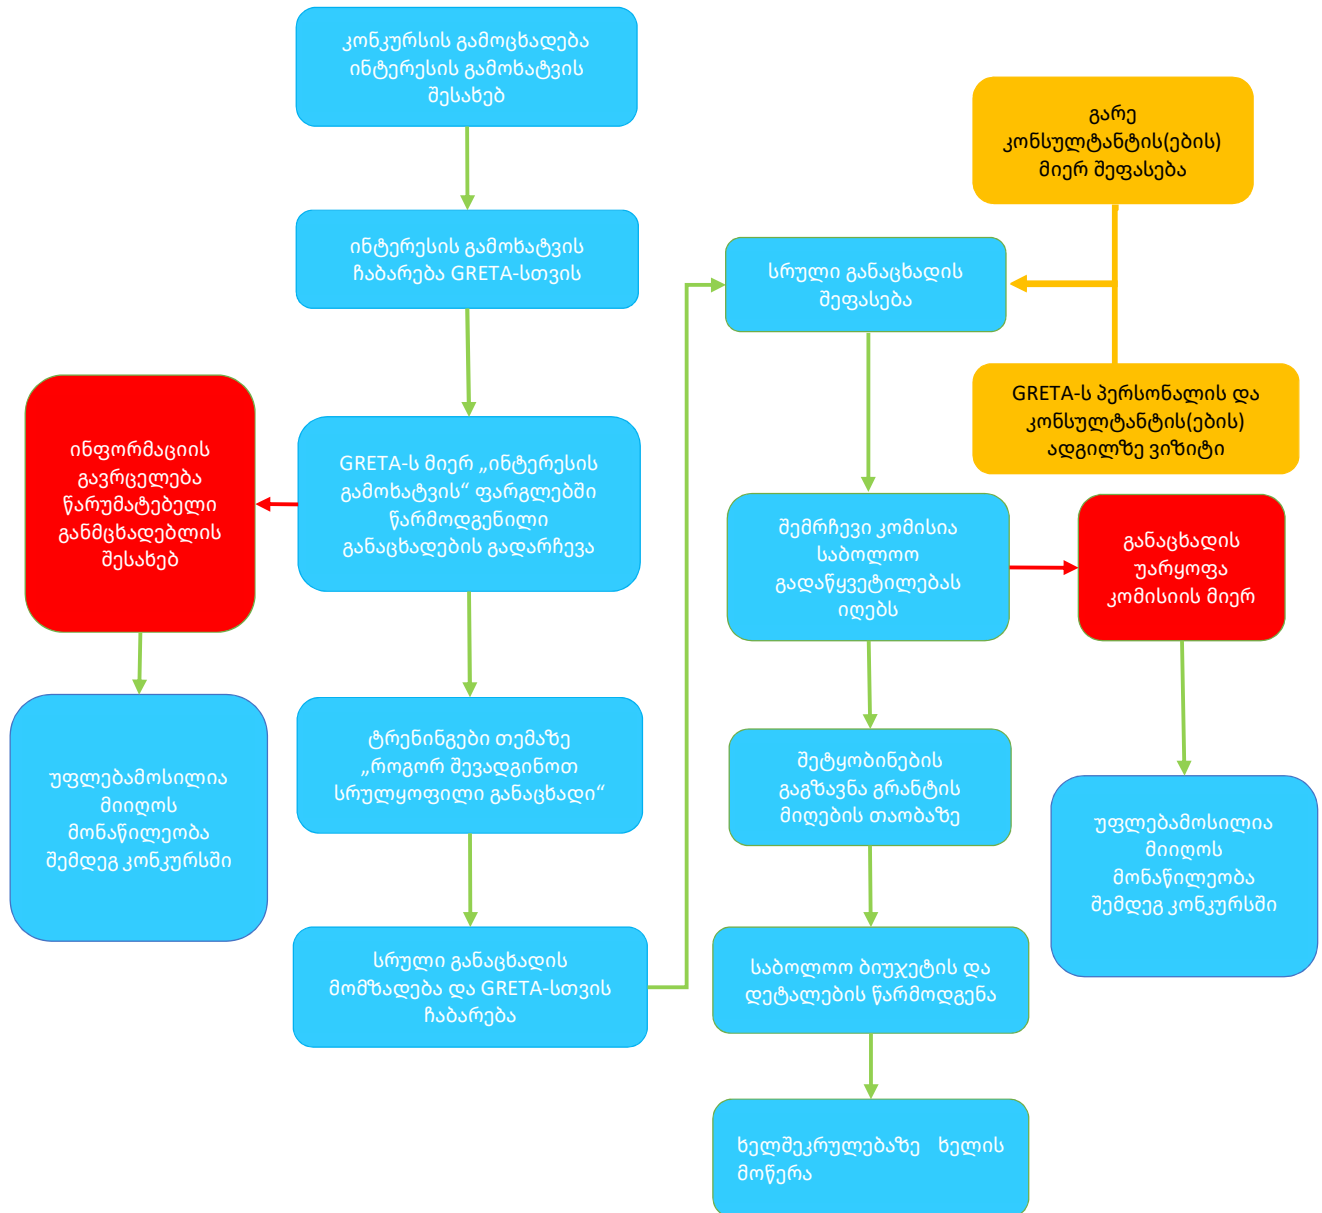 კონკურსის გამოცხადება
ინტერესის გამოხატვის
შესახებ
ინტერესის გამოხატვის
ჩაბარება GRETA-სთვის
GRETA-ს მიერ „ინტერესის
გამოხატვის“ ფარგლებში
წარმოდგენილი
განაცხადების გადარჩევა
ინფორმაციის
გავრცელება
წარუმატებელი
განმცხადებლის
შესახებ
უფლებამოსილია
მიიღოს
მონაწილეობა
შემდეგ კონკურსში
ტრენინგები თემაზე
„როგორ შევადგინოთ
სრულყოფილი განაცხადი“
სრული განაცხადის
მომზადება და GRETA-სთვის
ჩაბარება
გარე
კონსულტანტის(ების)
მიერ შეფასება
სრული განაცხადის
შეფასება
GRETA-ს პერსონალის და
კონსულტანტის(ების)
ადგილზე ვიზიტი
შემრჩევი კომისია
საბოლოო
გადაწყვეტილებას
იღებს
განაცხადის
უარყოფა
კომისიის მიერ
შეტყობინების
გაგზავნა გრანტის
მიღების თაობაზე
უფლებამოსილია
მიიღოს
მონაწილეობა
შემდეგ კონკურსში
საბოლოო ბიუჯეტის და
დეტალების წარმოდგენა
ხელშეკრულებაზე ხელის
მოწერა